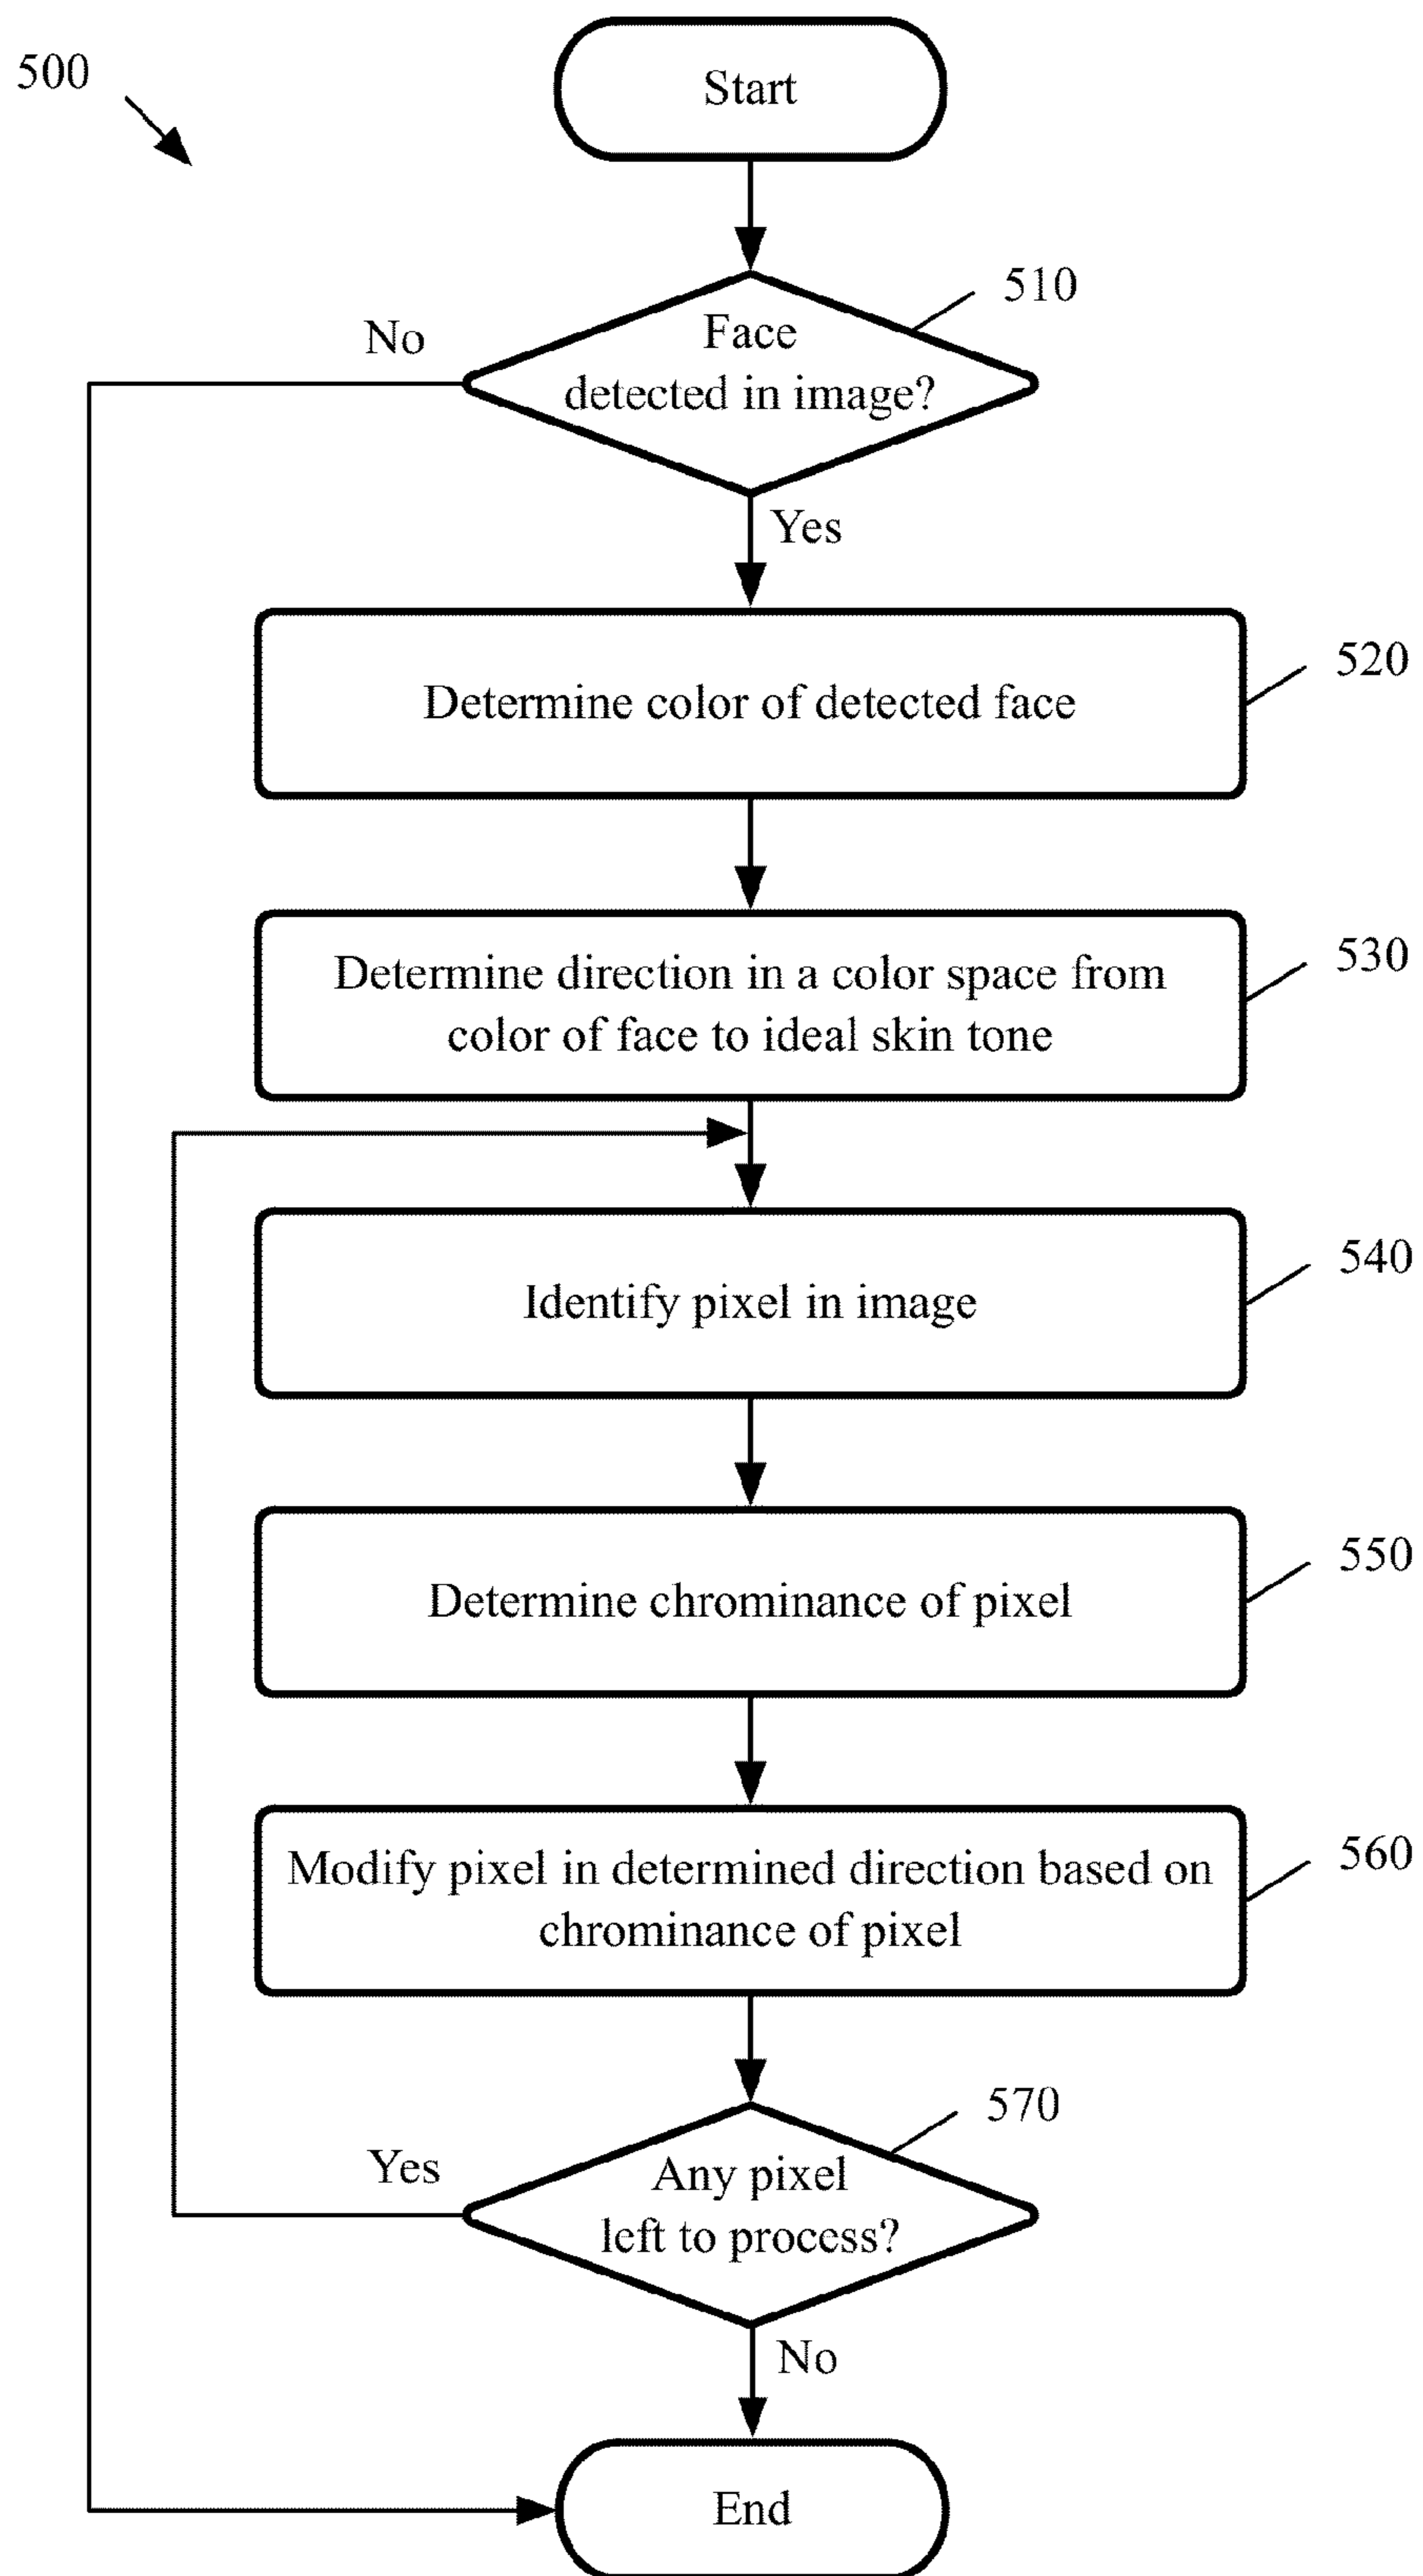 500
Start
510
No
Face
detected in image?
Yes
520
Determine color of detected face
530
Determine direction in a color space from
color of face to ideal skin tone
540
Identify pixel in image
550
Determine chrominance of pixel
560
Modify pixel in determined direction based on
chrominance of pixel
570
Yes
Any pixel
left to process?
No
End